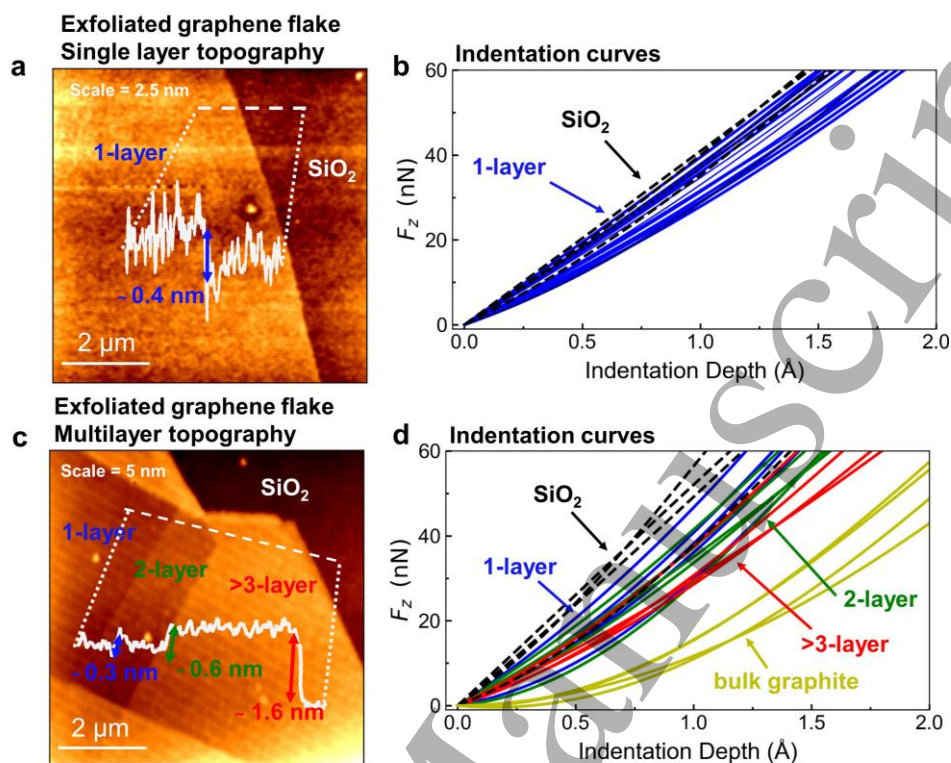 Exfoliated graphene flake
Single layer topography
a
Scale = 2.5 nm
1-layer
SiO₂
~ 0.4 nm
2 µm
Indentation curves
b
60
40
20
0
F_z (nN)
SiO₂
1-layer
0.0 0.5 1.0 1.5 2.0
Indentation Depth (Å)
Exfoliated graphene flake
Multilayer topography
c
Scale = 5 nm
SiO₂
1-layer
2-layer
>3-layer
~ 0.3 nm
~ 0.6 nm
~ 1.6 nm
2 µm
d Indentation curves
60
40
20
0
F_z (nN)
SiO₂
1-layer
2-layer
>3-layer
bulk graphite
0.0 0.5 1.0 1.5 2.0
Indentation Depth (Å)